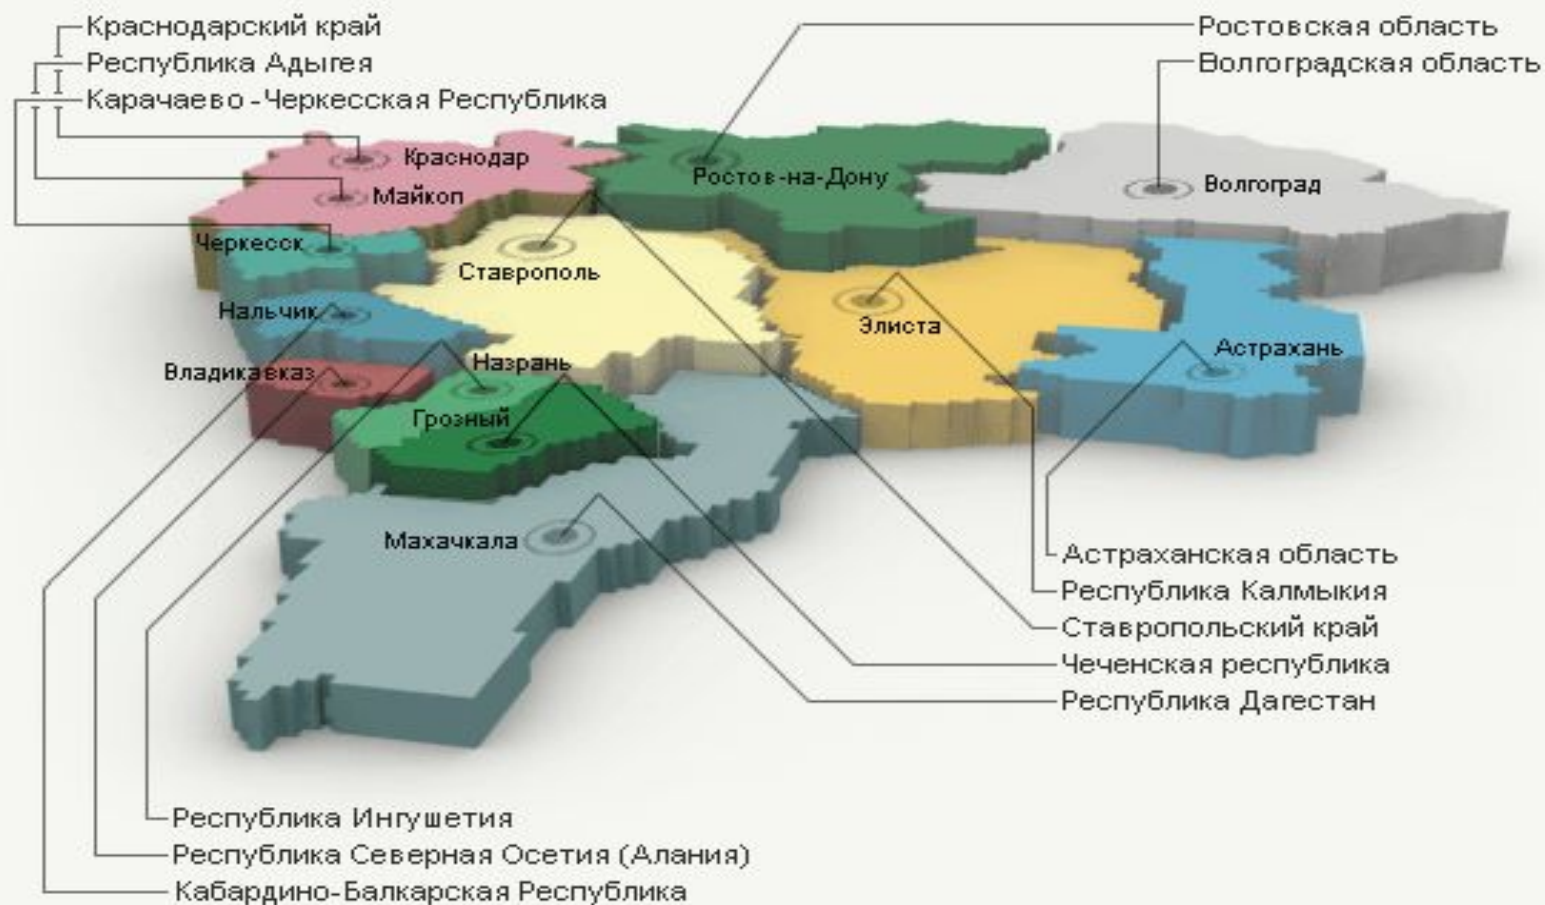 Краснодарский край
Республика Адыгея
Карачаево-Черкесская Республика
Ростовская область
Волгоградская область
Краснодар
Майкоп
Ростов-на-Дону
Волгоград
Черкесск
Ставрополь
Нальчик
Элиста
Астрахань
Назрань
Владикавказ
Грозный
Махачкала
Астраханская область
Республика Калмыкия
Ставропольский край
Чеченская республика
Республика Дагестан
Республика Ингушетия
Республика Северная Осетия (Алания)
Кабардино-Балкарская Республика